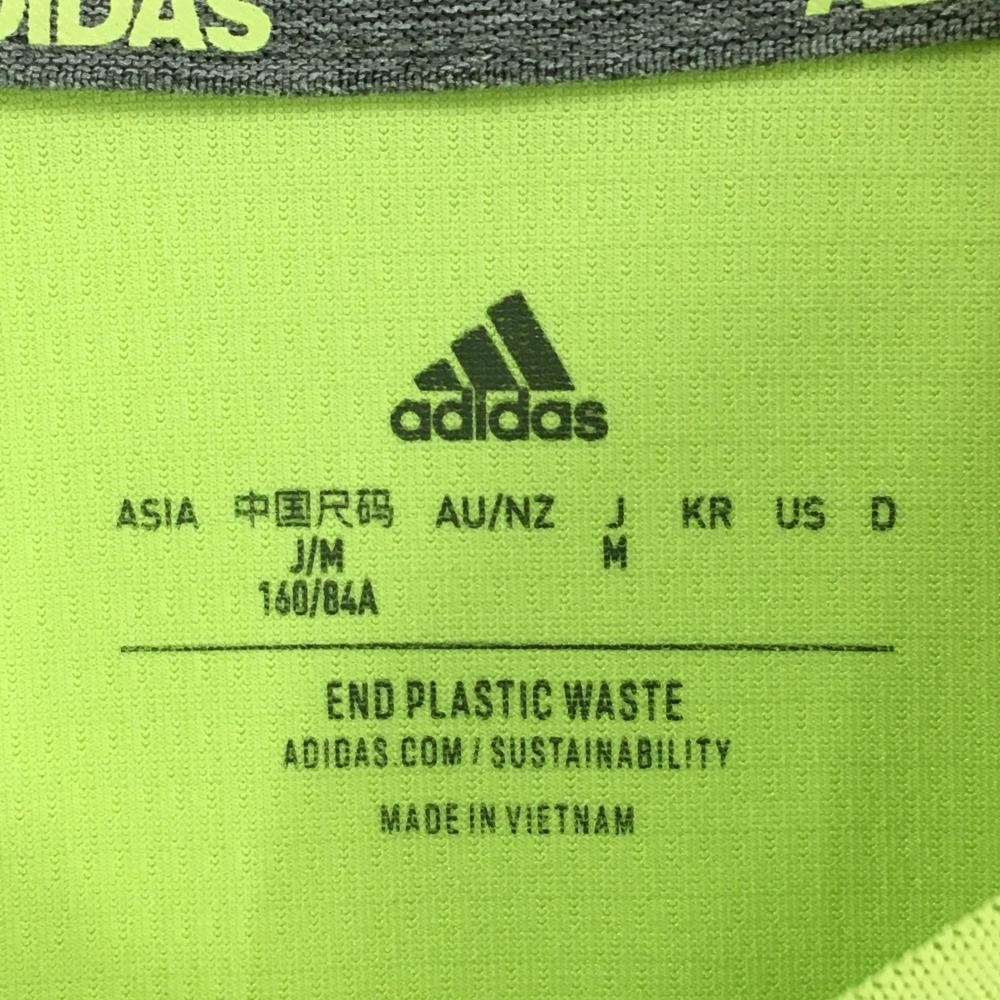 DIDAS
adidas
ASIA 中国尺码 AU/NZ J KR US D
J/M M
160/84A
END PLASTIC WASTE
ADIDAS.COM / SUSTAINABILITY
MADE IN VIETNAM